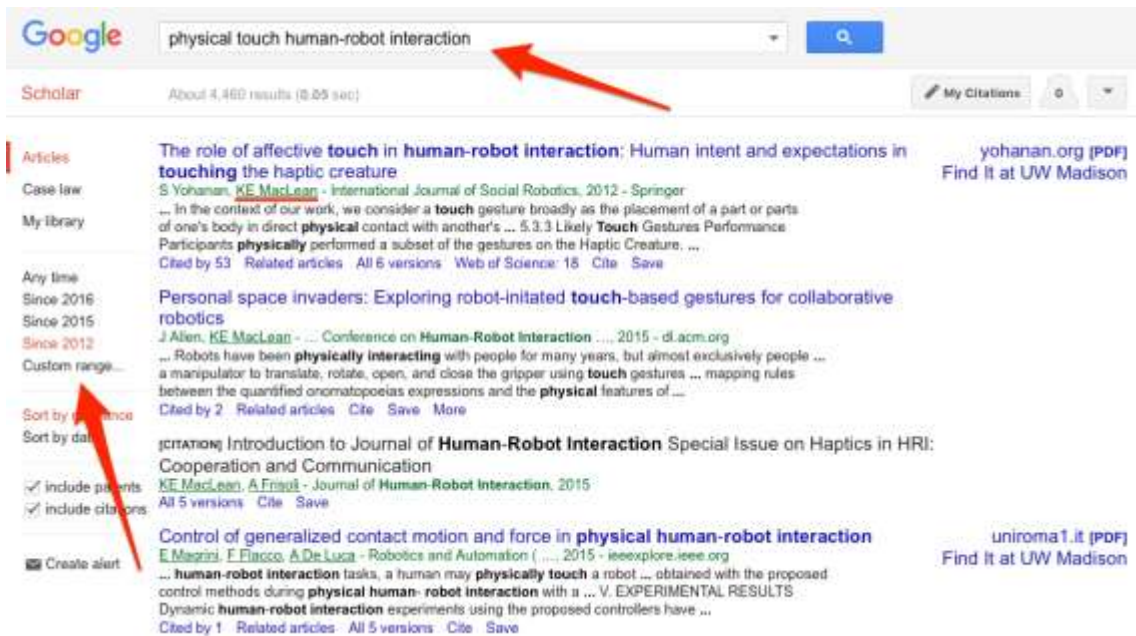 Google
physical touch human-robot interaction
Scholar
About 4,460 results (0.05 sec)
My Citations
0
Articles
Case law
My library
Any time
Since 2016
Since 2015
Since 2012
Custom range...
Sort by
Sort by
include patents
include citations
Create alert
The role of affective touch in human-robot interaction: Human intent and expectations in
touching the haptic creature
S Yohanan, KE MacLean - International Journal of Social Robotics, 2012 - Springer
... In the context of our work, we consider a touch gesture broadly as the placement of a part or parts
of one's body in direct physical contact with another's ... 5.3.3 Likely Touch Gestures Performance
Participants physically performed a subset of the gestures on the Haptic Creature. ...
Cited by 53 Related articles All 6 versions Web of Science: 18 Cite Save
yohanan.org [PDF]
Find It at UW Madison
Personal space invaders: Exploring robot-initated touch-based gestures for collaborative
robotics
J Allen, KE MacLean - ... Conference on Human-Robot Interaction ..., 2015 - dl.acm.org
... Robots have been physically interacting with people for many years, but almost exclusively people ...
a manipulator to translate, rotate, open, and close the gripper using touch gestures ... mapping rules
between the quantified onomatopoeias expressions and the physical features of ...
Cited by 2 Related articles Cite Save More
[CITATION] Introduction to Journal of Human-Robot Interaction Special Issue on Haptics in HRI:
Cooperation and Communication
KE MacLean, A Frisoli - Journal of Human-Robot Interaction, 2015
All 5 versions Cite Save
Control of generalized contact motion and force in physical human-robot interaction
E Magrini, F Flacco, A De Luca - Robotics and Automation ( ..., 2015 - ieeexplore.ieee.org
... human-robot interaction tasks, a human may physically touch a robot ... obtained with the proposed
control methods during physical human- robot interaction with a ... V. EXPERIMENTAL RESULTS
Dynamic human-robot interaction experiments using the proposed controllers have ...
Cited by 1 Related articles All 5 versions Cite Save
uniroma1.it [PDF]
Find It at UW Madison